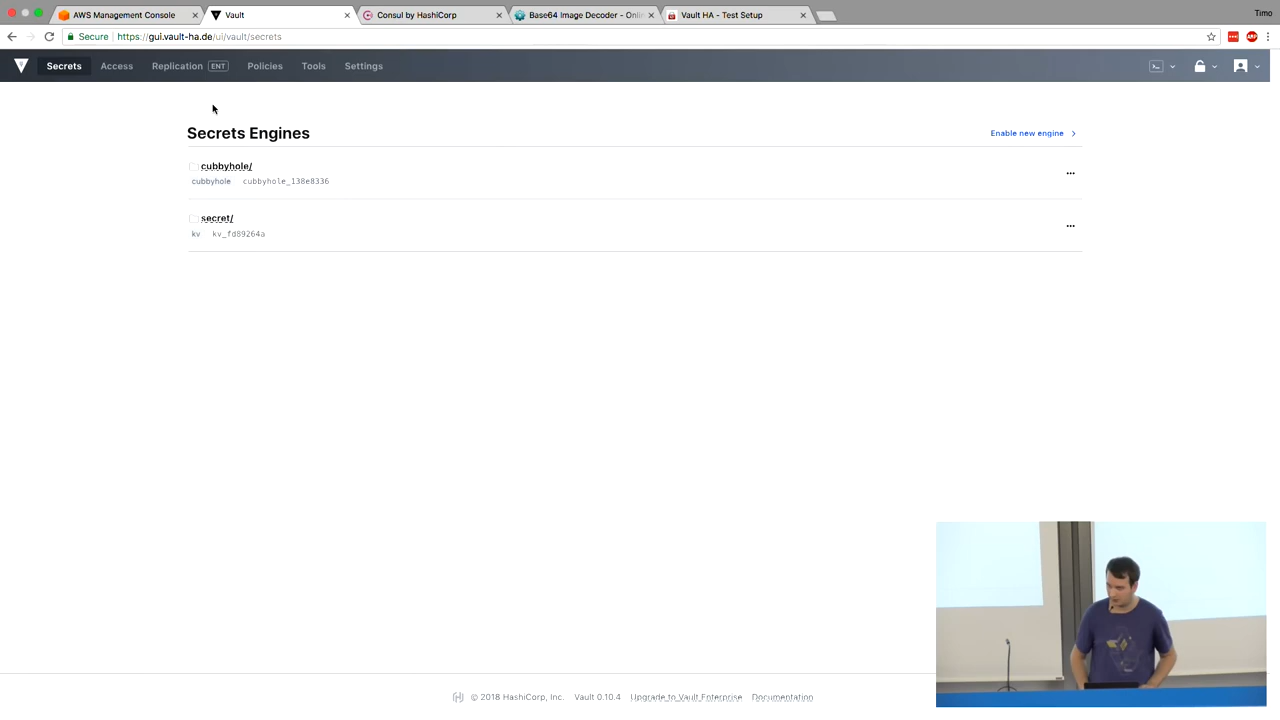 AWS Management Console
Vault
Consul by HashiCorp
Base64 Image Decoder - Onli
Vault HA - Test Setup
Timo
Secure
https://gui.vault-ha.de/ui/vault/secrets
ABP
Secrets
Access
Replication ENT
Policies
Tools
Settings
Secrets Engines
Enable new engine
cubbyhole/
cubbyhole cubbyhole_138e8336
secret/
kv kv_fd89264a
© 2018 HashiCorp, Inc. Vault 0.10.4 Upgrade to Vault Enterprise Documentation